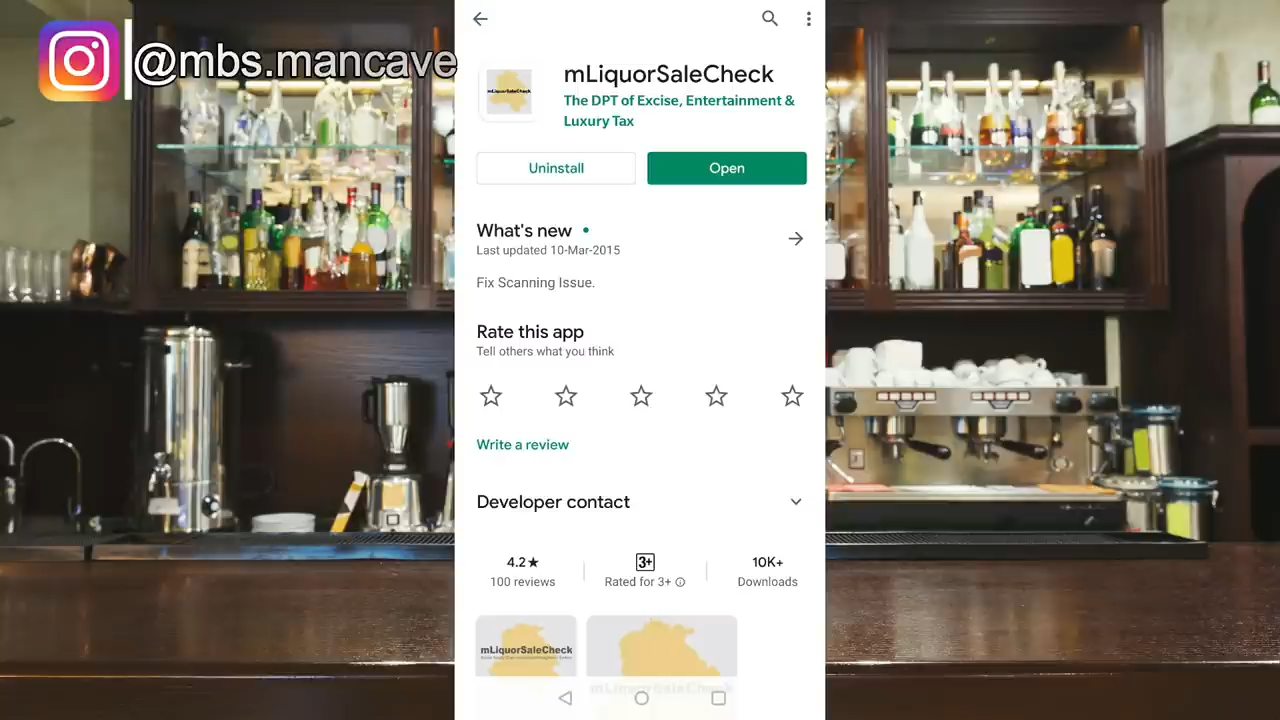 @mbs.mancave
mLiquorSaleCheck
mLiquorSaleCheck
The DPT of Excise, Entertainment &
Luxury Tax
Uninstall
Open
What's new
Last updated 10-Mar-2015
Fix Scanning Issue.
Rate this app
Tell others what you think
Write a review
Developer contact
4.2★
3+
10K+
100 reviews
Rated for 3+
Downloads
mLiquorSaleCheck
mLiquorSaleCheck